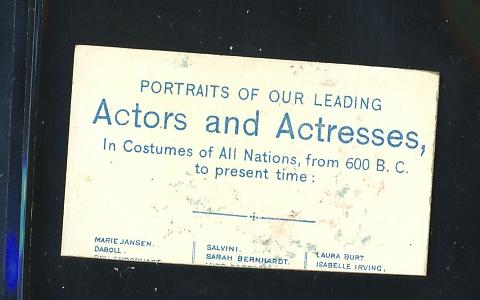 PORTRAITS OF OUR LEADING
Actors and Actresses,
In Costumes of All Nations, from 600 B. C.
to present time:
MARIE JANSEN.
DABOLL
SALVINI.
SARAH BERNHARDT.
LAURA BURT
ISABELLE IRVING,